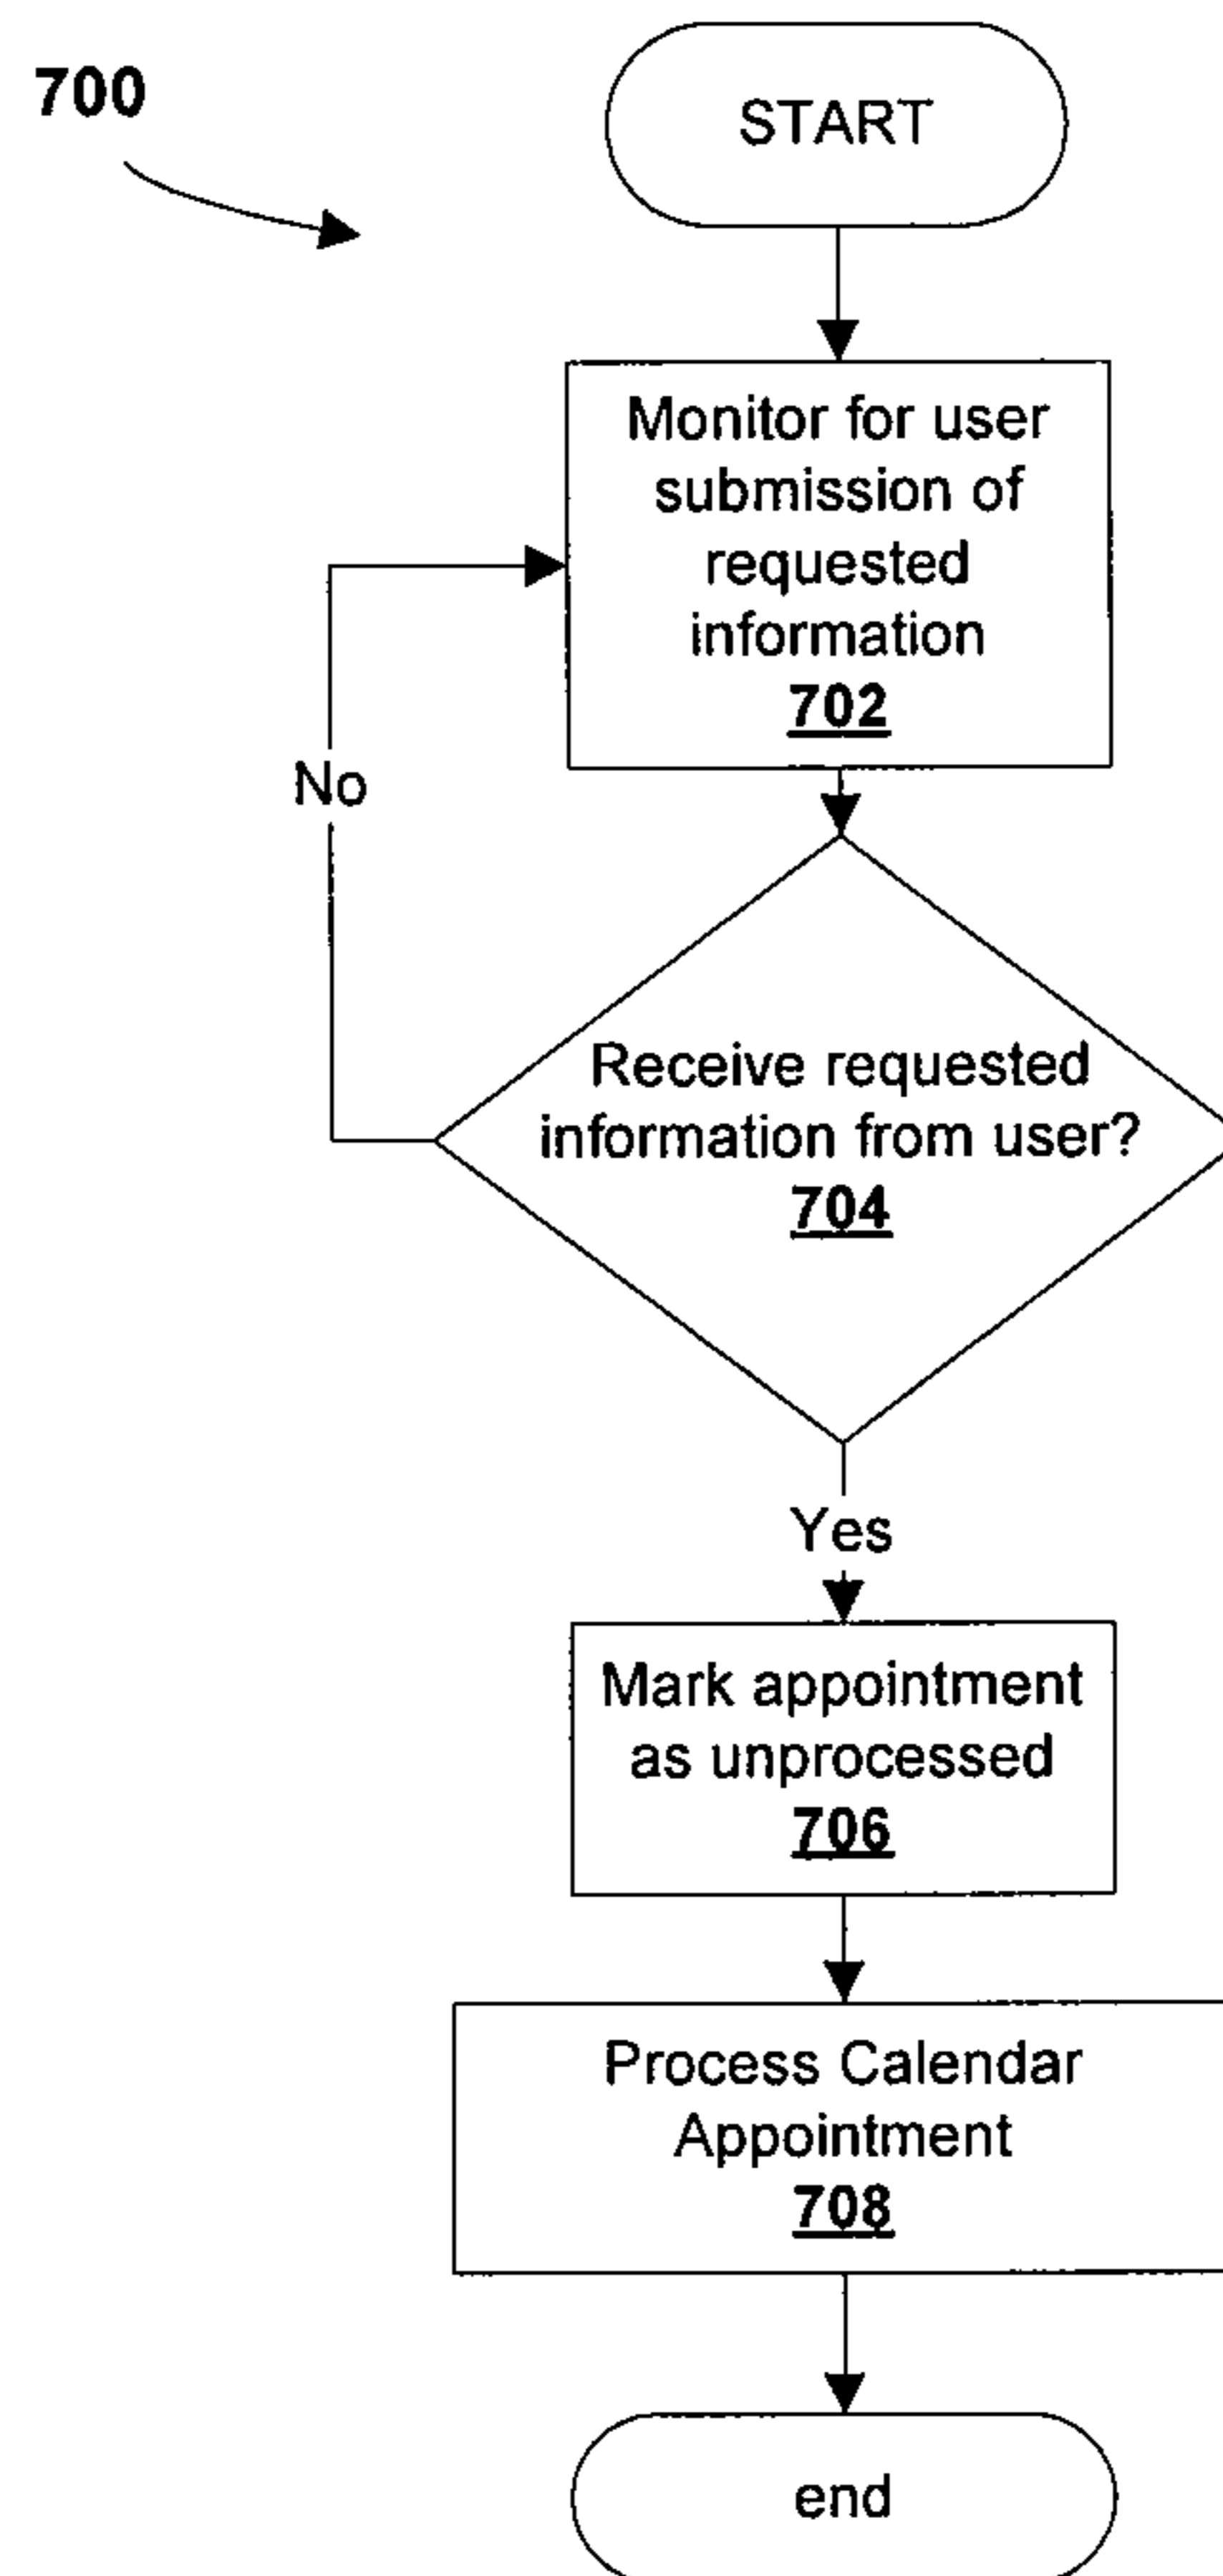 700
START
Monitor for user
submission of
requested
information
702
No
Receive requested
information from user?
704
Yes
Mark appointment
as unprocessed
706
Process Calendar
Appointment
708
end